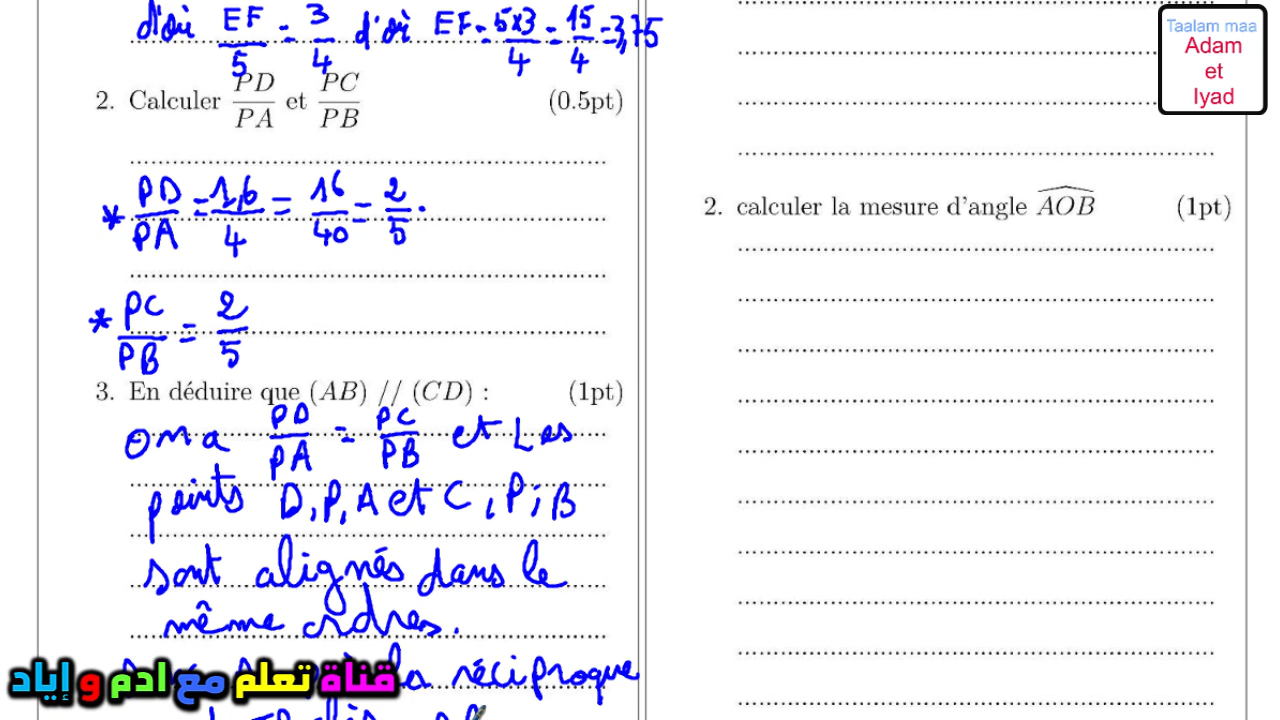 d'où EF/5 = 3/4 d'où EF = 5×3/4 = 15/4 = 3,75
2. Calculer PD/PA et PC/PB (0.5pt)
* PD/PA = 1,6/4 = 16/40 = 2/5.
* PC/PB = 2/5
3. En déduire que (AB) // (CD) : (1pt)
On a PD/PA = PC/PB et Les
points D, P, A et C, P; B
sont alignés dans le
même ordres.
la réciproque
Taalam maa
Adam
et
Iyad
2. calculer la mesure d'angle AOB (1pt)
قناة تعلم مع ادم و إياد